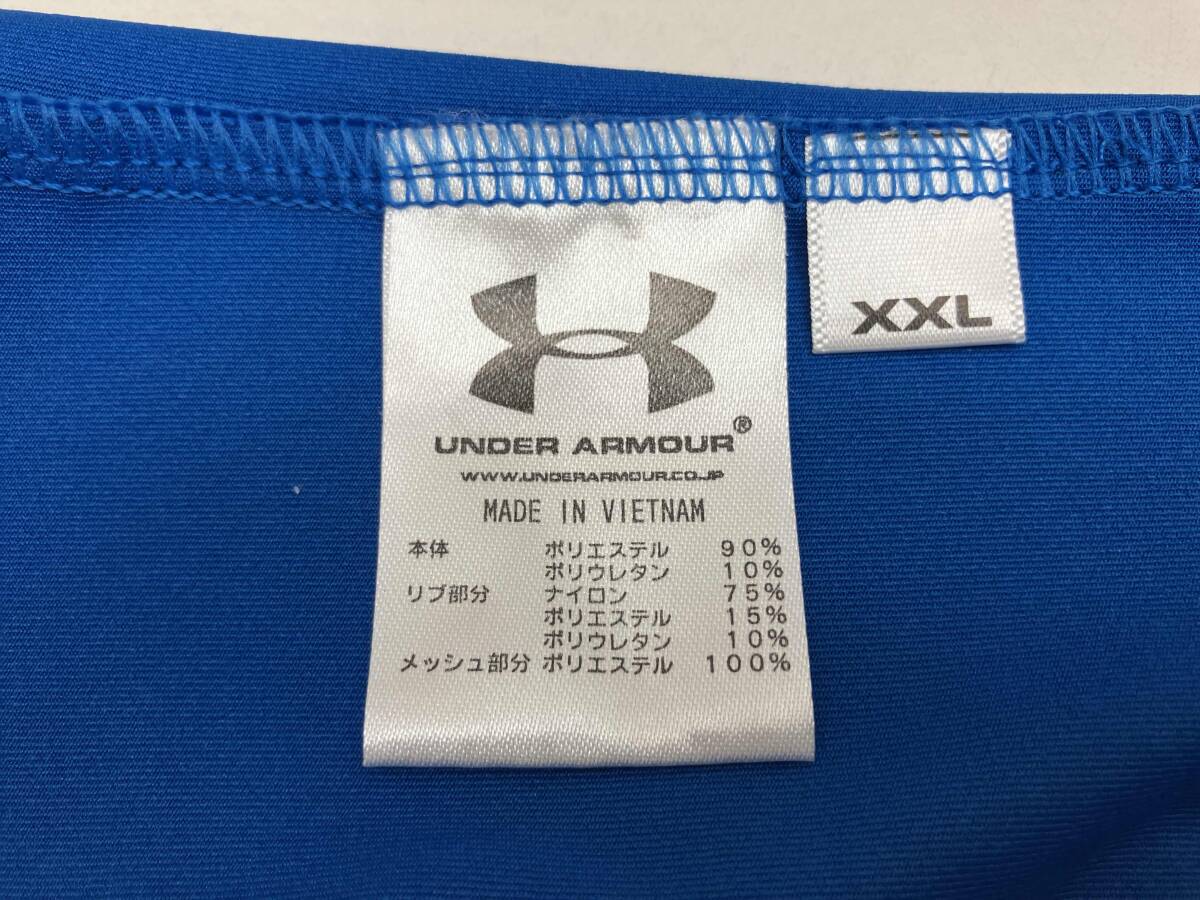 UNDER ARMOUR®
WWW.UNDERARMOUR.CO.JP
MADE IN VIETNAM
本体 ポリエステル 90%
ポリウレタン 10%
リブ部分 ナイロン 75%
ポリエステル 15%
ポリウレタン 10%
メッシュ部分 ポリエステル 100%
XXL